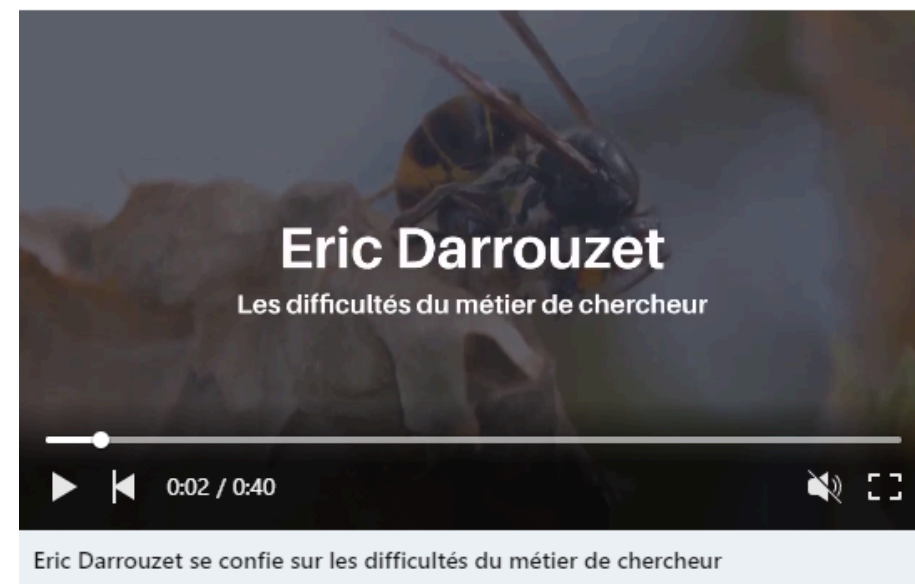 Eric Darrouzet
Les difficultés du métier de chercheur
0:02 / 0:40
Eric Darrouzet se confie sur les difficultés du métier de chercheur